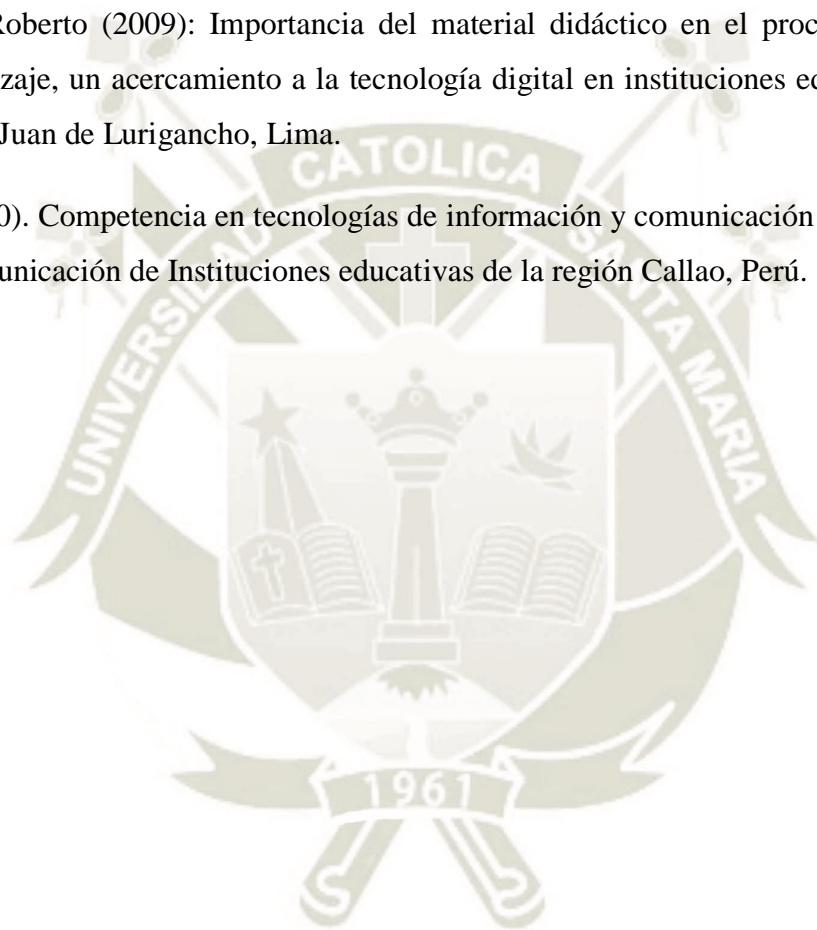 Roberto (2009): Importancia del material didáctico en el proc
zaje, un acercamiento a la tecnología digital en instituciones ec
Juan de Lurigancho, Lima.
0). Competencia en tecnologías de información y comunicación
unicación de Instituciones educativas de la región Callao, Perú.
UNIVERSIDAD CATOLICA SANTA MARIA
1961